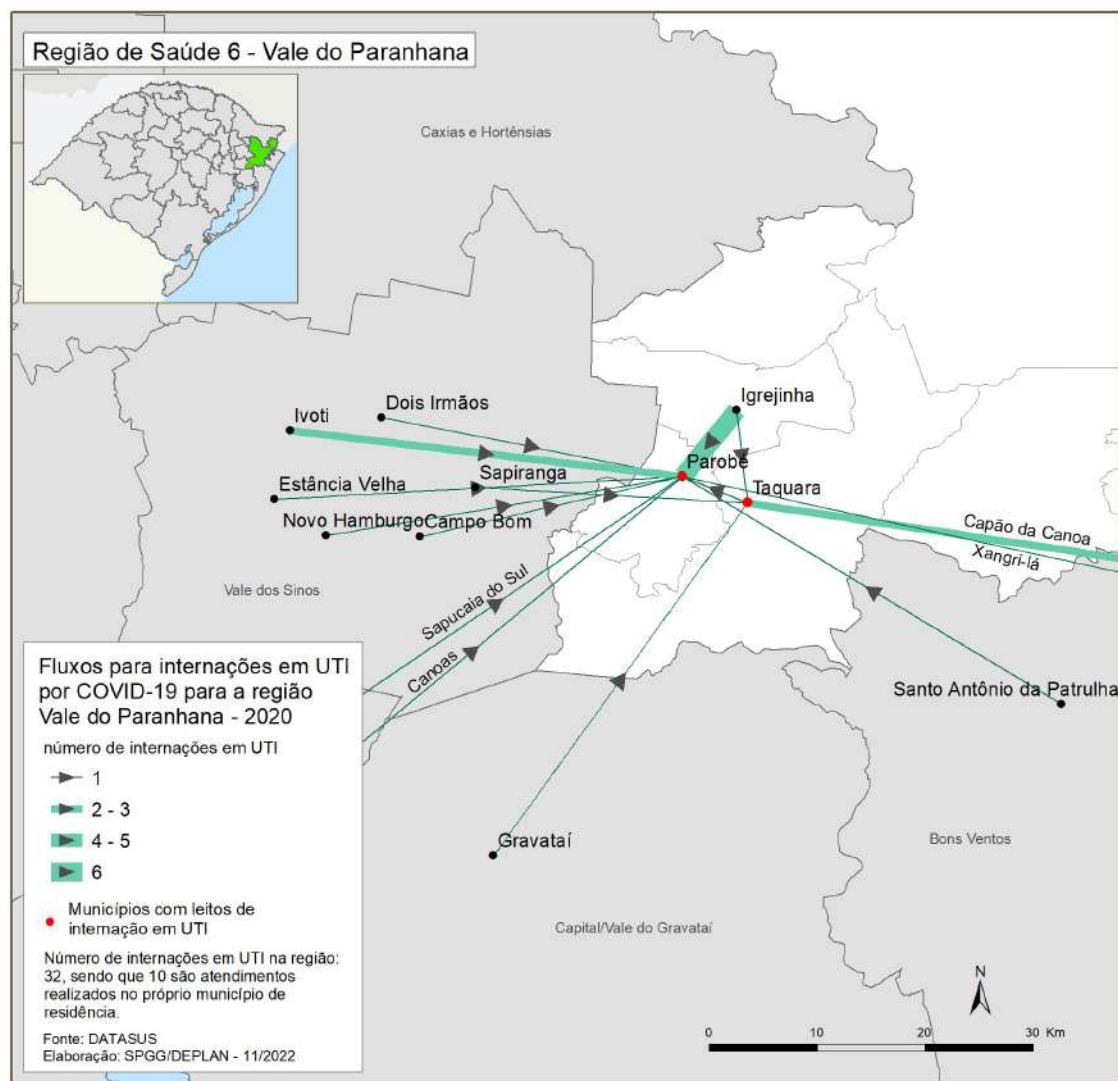 Região de Saúde 6 - Vale do Paranhana
Caxias e Hortênsias
Igrejinha
Dois Irmãos
Ivoti
Parobé
Sapiranga
Estância Velha
Taquara
Novo Hamburgo
Campo Bom
Capão da Canoa
Xangri-lá
Sapucaia do Sul
Vale dos Sinos
Canoas
Santo Antônio da Patrulha
Gravataí
Bons Ventos
Capital/Vale do Gravataí
Fluxos para internações em UTI
por COVID-19 para a região
Vale do Paranhana - 2020
número de internações em UTI
1
2 - 3
4 - 5
6
Municípios com leitos de
internação em UTI
Número de internações em UTI na região:
32, sendo que 10 são atendimentos
realizados no próprio município de
residência.
Fonte: DATASUS
Elaboração: SPGG/DEPLAN - 11/2022
N
0 10 20 30 Km